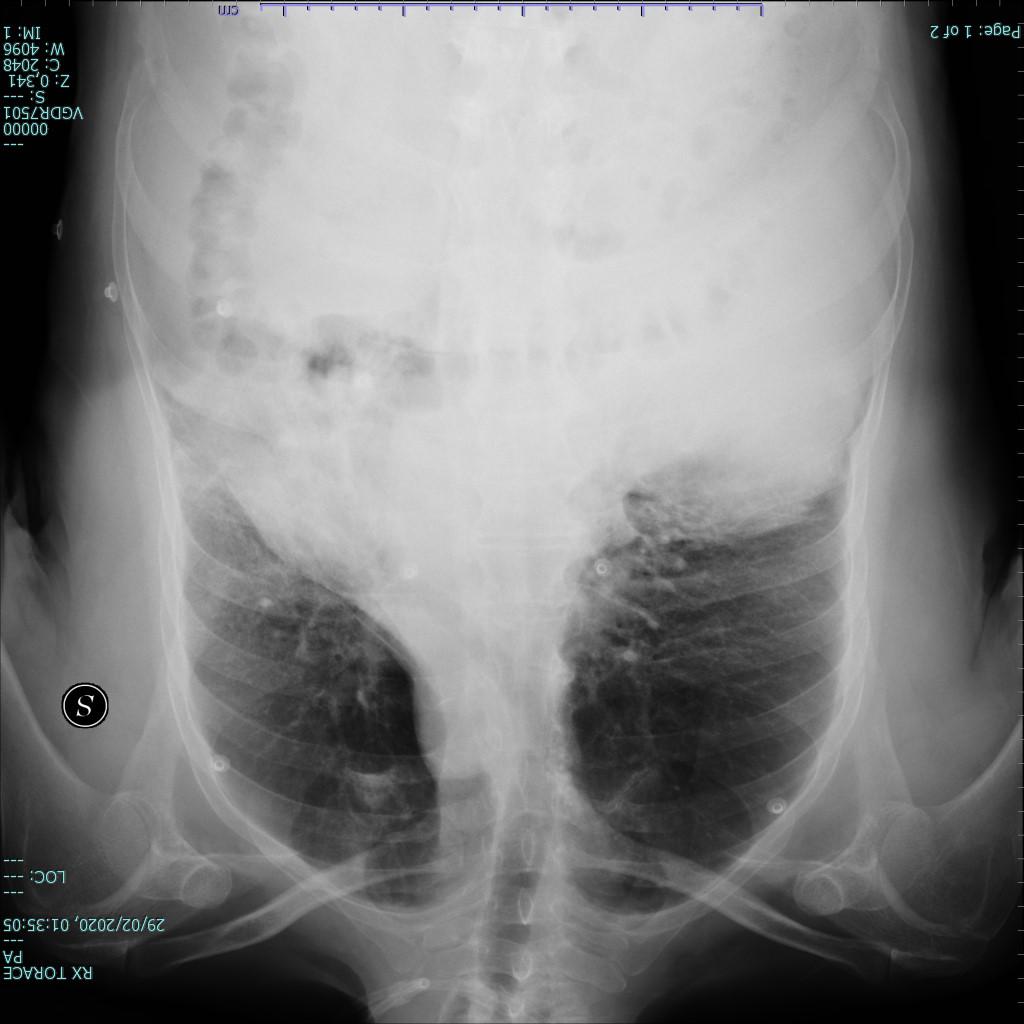 RX TORACE
PA
---
29/02/2020, 01:35:05
---
LOC: ---
---
S
---
00000
VGDR7501
S: ---
Z: 0,341
C: 2048
W: 4096
IM: 1
Page: 1 of 2
cm